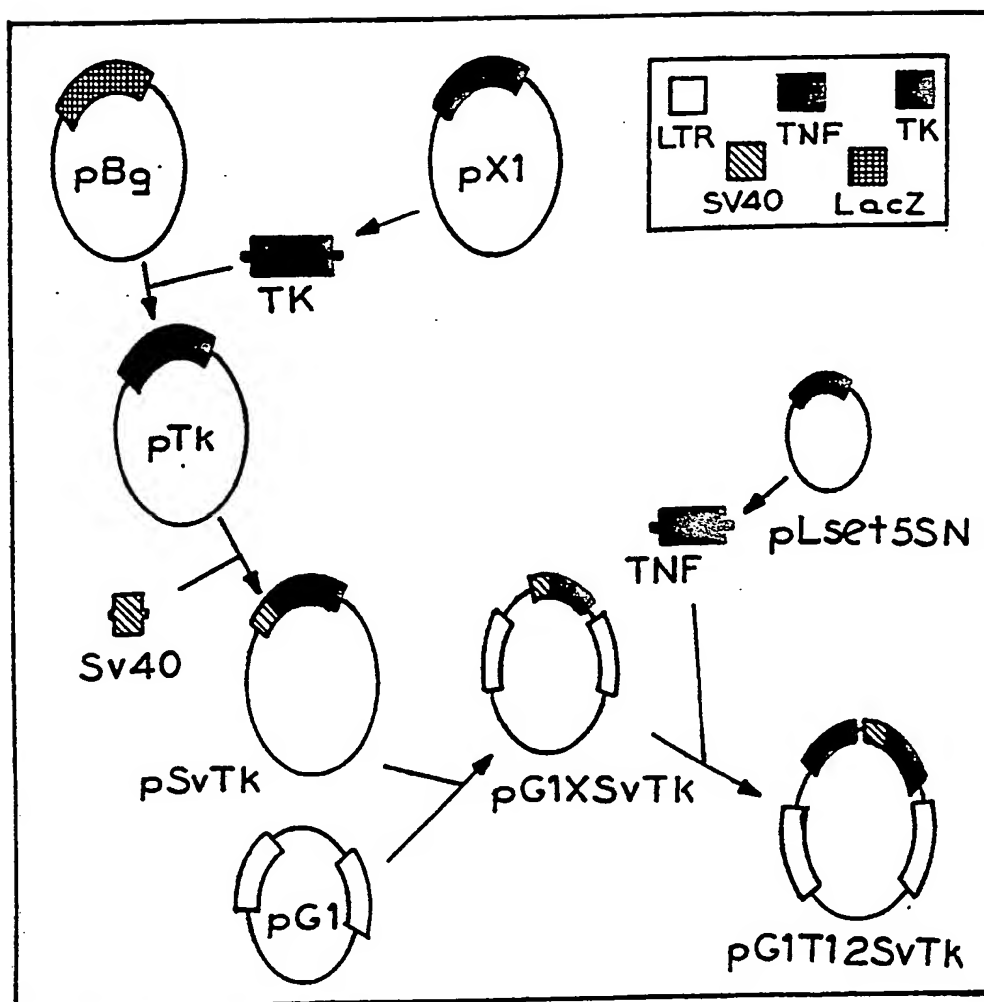 pBg
pX1
LTR
TNF
TK
SV40
LacZ
TK
pTk
pLset5SN
TNF
Sv40
pSvTk
pG1XSvTk
pG1
pG1T12SvTk